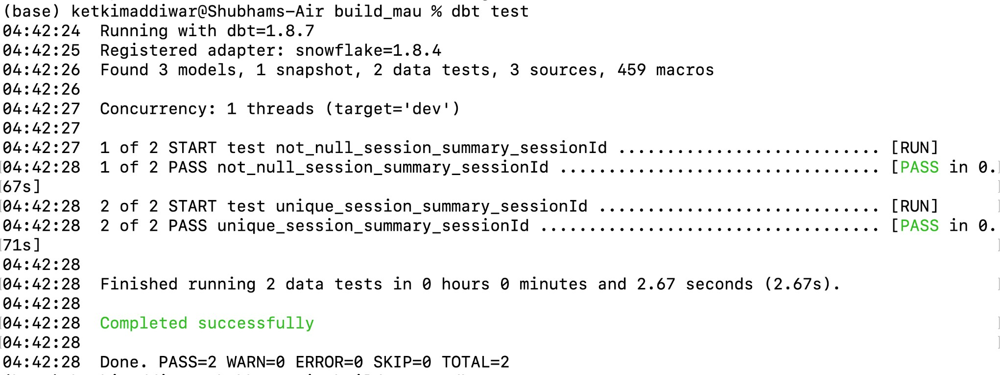 (base) ketkimaddiwar@Shubhams-Air build_mau % dbt test
04:42:24  Running with dbt=1.8.7
04:42:25  Registered adapter: snowflake=1.8.4
04:42:26  Found 3 models, 1 snapshot, 2 data tests, 3 sources, 459 macros
04:42:26
04:42:27  Concurrency: 1 threads (target='dev')
04:42:27
04:42:27  1 of 2 START test not_null_session_summary_sessionId ........................... [RUN]
04:42:28  1 of 2 PASS not_null_session_summary_sessionId ................................. [PASS in 0.
67s]
04:42:28  2 of 2 START test unique_session_summary_sessionId ............................. [RUN]
04:42:28  2 of 2 PASS unique_session_summary_sessionId ................................... [PASS in 0.
71s]
04:42:28
04:42:28  Finished running 2 data tests in 0 hours 0 minutes and 2.67 seconds (2.67s).
04:42:28
04:42:28  Completed successfully
04:42:28
04:42:28  Done. PASS=2 WARN=0 ERROR=0 SKIP=0 TOTAL=2